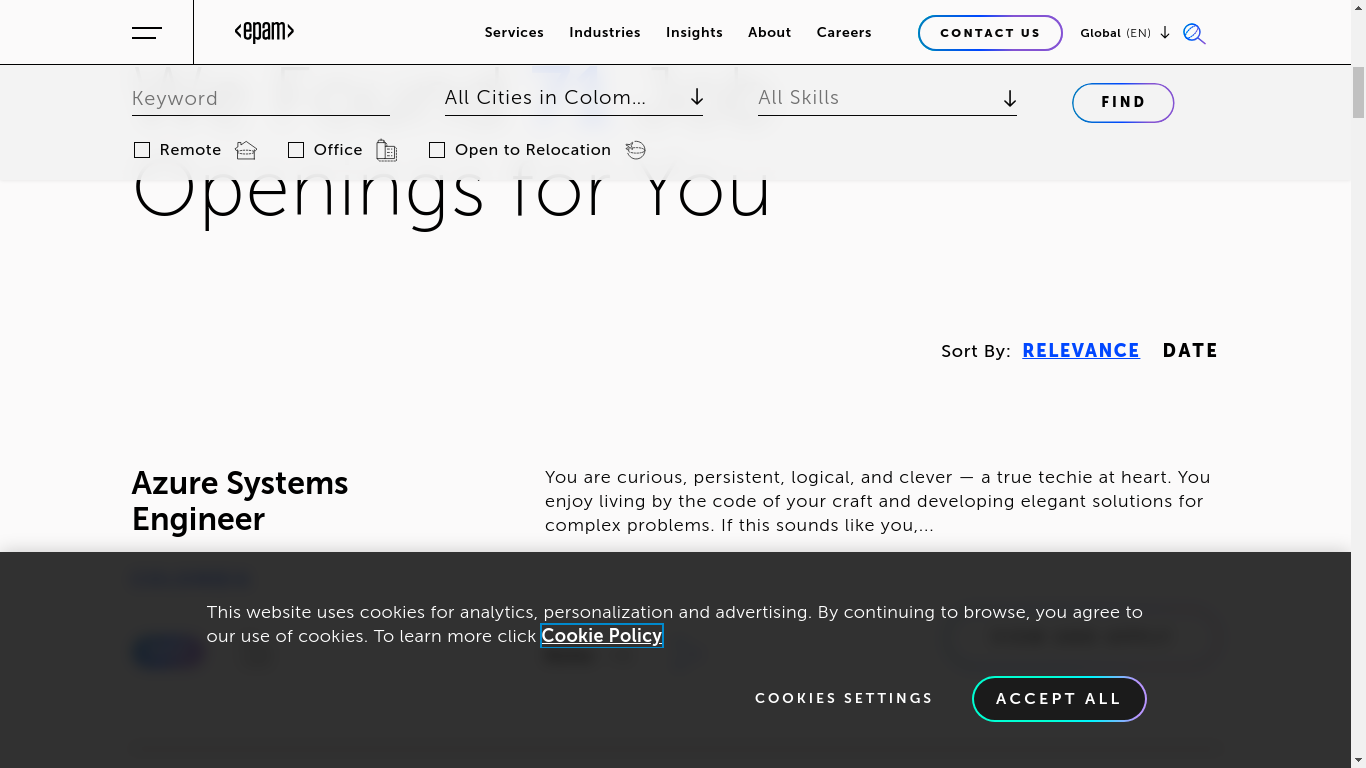 <epam>
Services Industries Insights About Careers CONTACT US Global (EN)
Keyword All Cities in Colom... All Skills FIND
Remote Office Open to Relocation
Openings for You
Sort By: RELEVANCE DATE
Azure Systems
Engineer
You are curious, persistent, logical, and clever — a true techie at heart. You
enjoy living by the code of your craft and developing elegant solutions for
complex problems. If this sounds like you,...
This website uses cookies for analytics, personalization and advertising. By continuing to browse, you agree to
our use of cookies. To learn more click Cookie Policy
COOKIES SETTINGS ACCEPT ALL